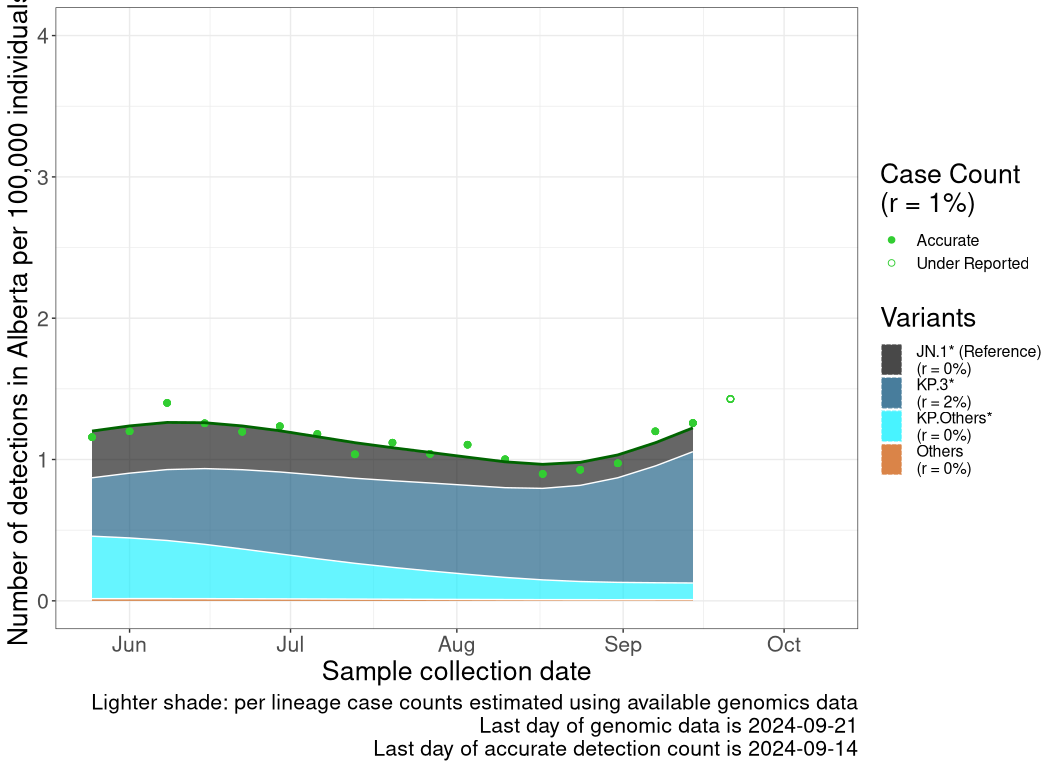 Number of detections in Alberta per 100,000 individuals
4
3
2
1
0
Jun Jul Aug Sep Oct
Sample collection date
Lighter shade: per lineage case counts estimated using available genomics data
Last day of genomic data is 2024-09-21
Last day of accurate detection count is 2024-09-14
Case Count
(r = 1%)
Accurate
Under Reported
Variants
JN.1* (Reference)
(r = 0%)
KP.3*
(r = 2%)
KP.Others*
(r = 0%)
Others
(r = 0%)